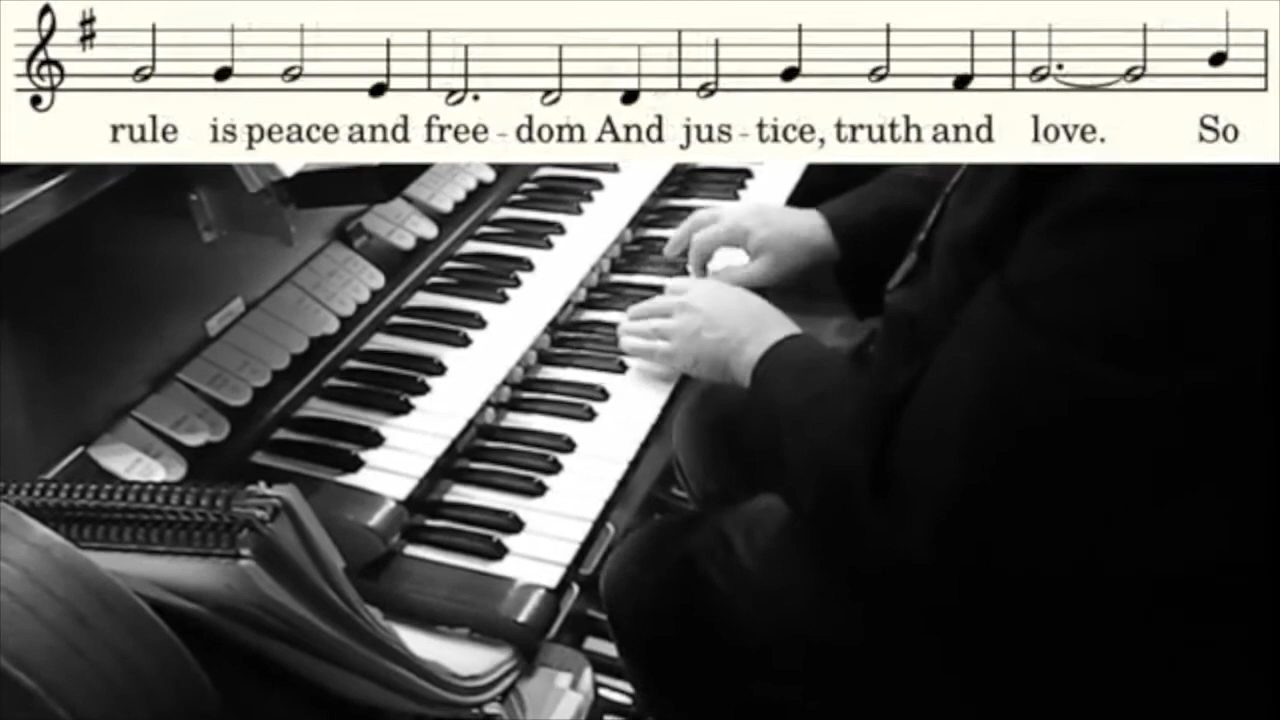 rule is peace and free - dom And jus - tice, truth and love. So